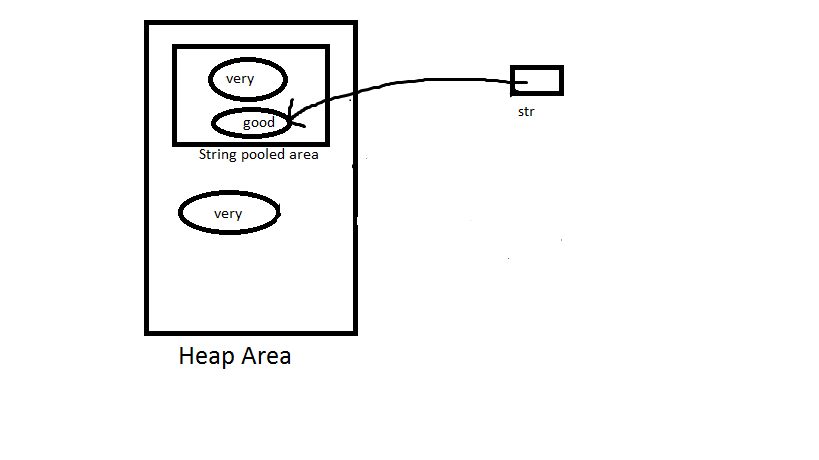 very
good
str
String pooled area
very
Heap Area